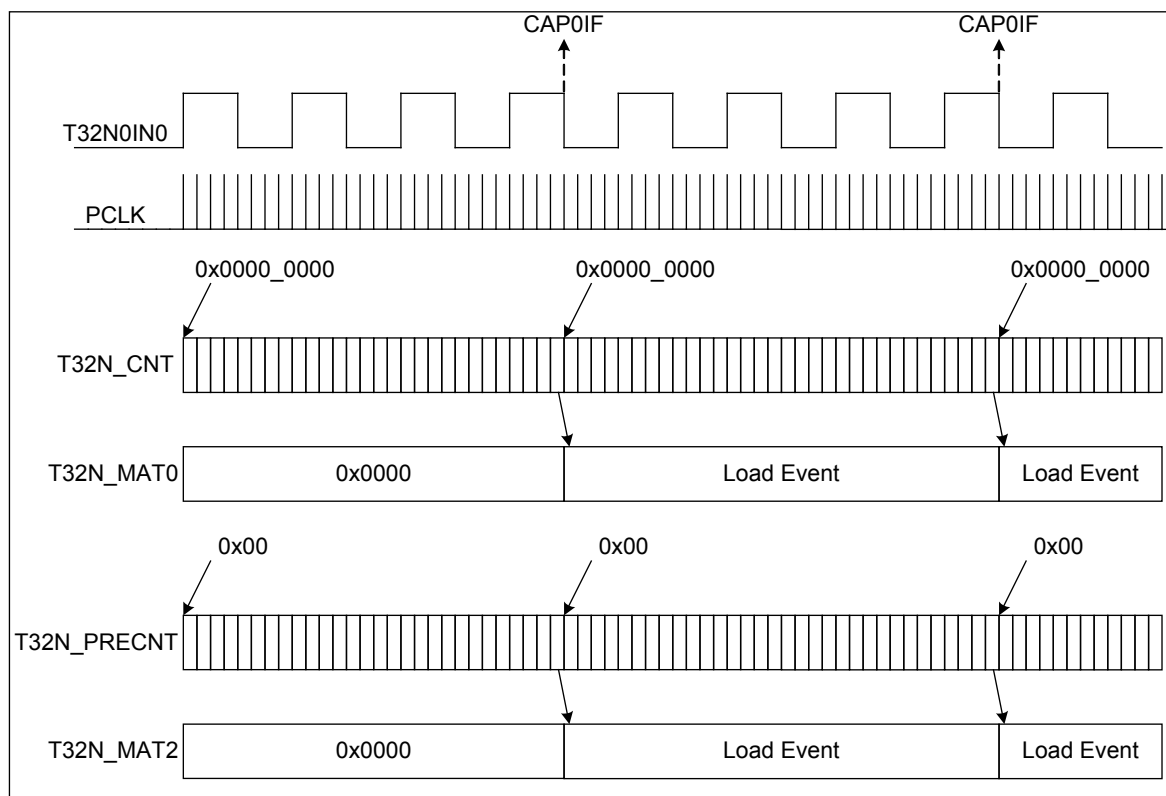 CAP0IF CAP0IF
T32N0IN0
PCLK
0x0000_0000 0x0000_0000 0x0000_0000
T32N_CNT
T32N_MAT0 0x0000 Load Event Load Event
0x00 0x00 0x00
T32N_PRECNT
T32N_MAT2 0x0000 Load Event Load Event